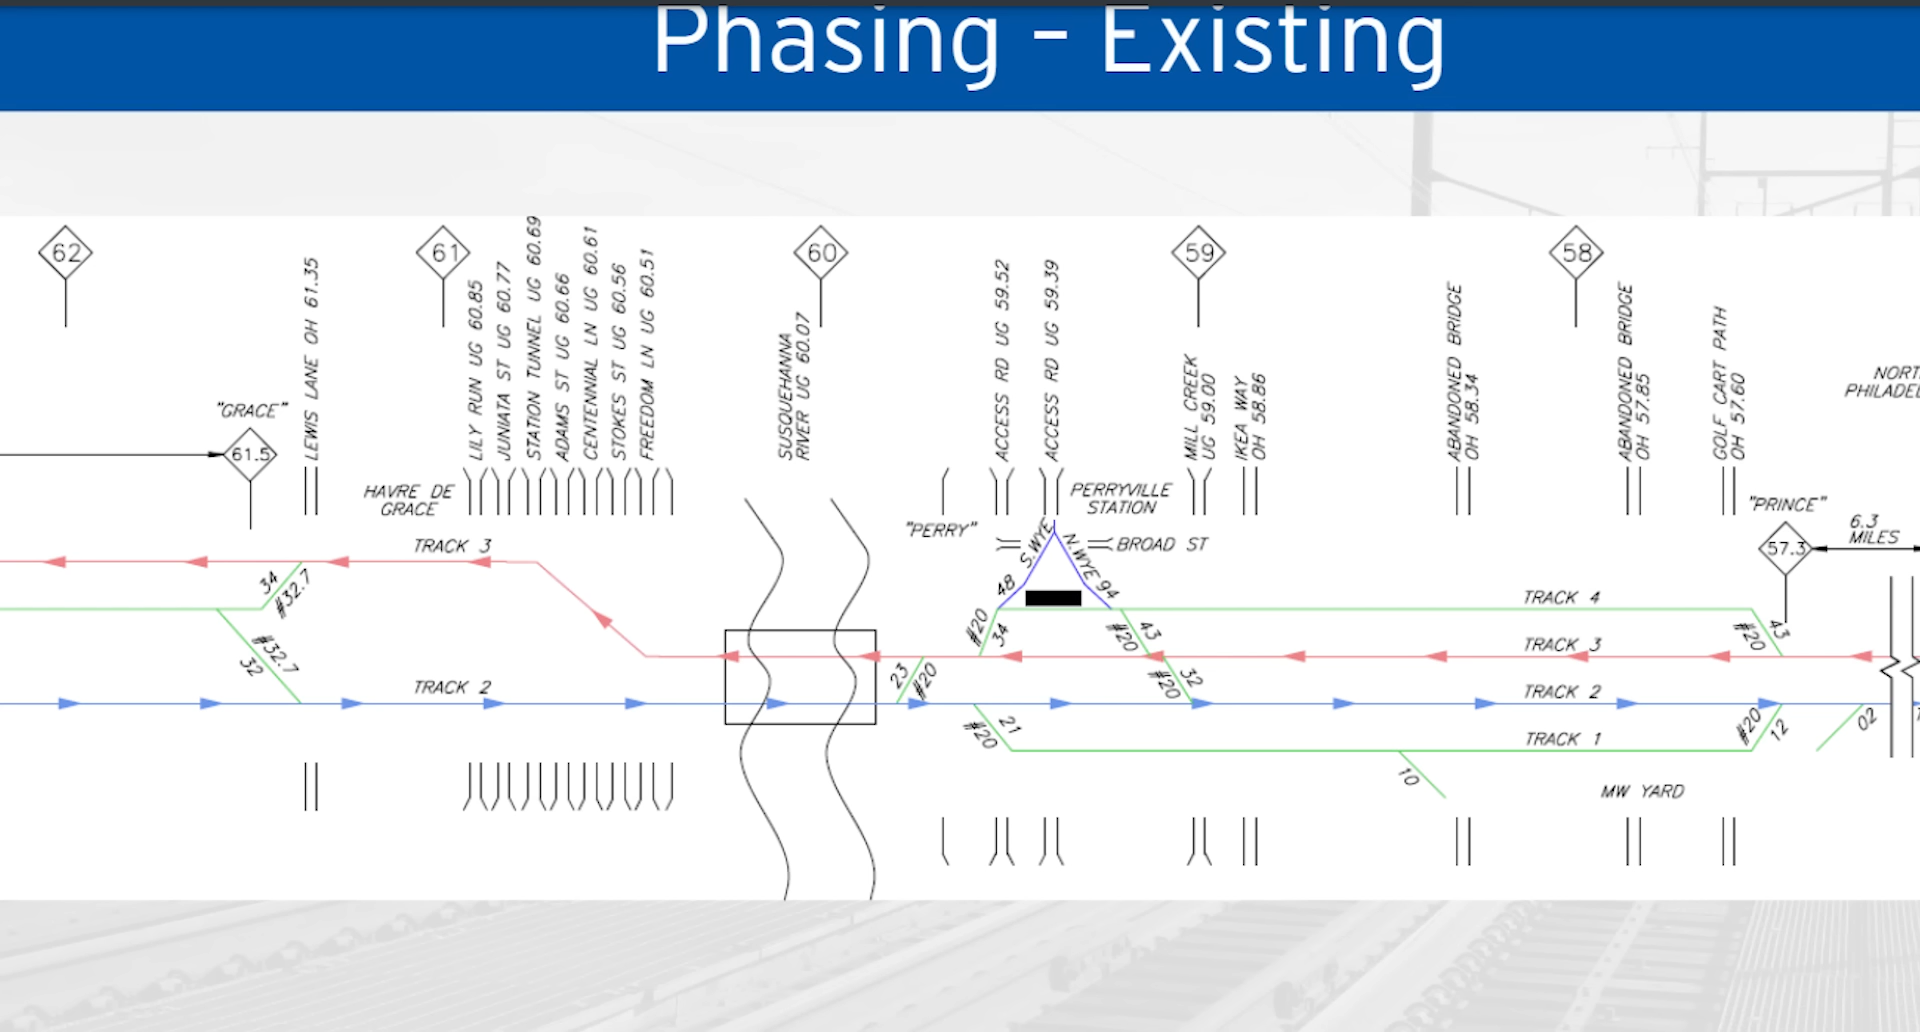 Phasing - Existing
62
61
60
59
58
LEWIS LANE OH 61.35
LILY RUN UG 60.85
JUNIATA ST UG 60.77
STATION TUNNEL UG 60.69
ADAMS ST UG 60.66
CENTENNIAL LN UG 60.61
STOKES ST UG 60.56
FREEDOM LN UG 60.51
SUSQUEHANNA
RIVER UG 60.07
ACCESS RD UG 59.52
ACCESS RD UG 59.39
MILL CREEK
UG 59.00
IKEA WAY
OH 58.86
ABANDONED BRIDGE
OH 58.34
ABANDONED BRIDGE
OH 57.85
GOLF CART PATH
OH 57.60
NORT
PHILADEL
"GRACE"
61.5
HAVRE DE
GRACE
"PERRY"
PERRYVILLE
STATION
BROAD ST
"PRINCE"
57.3
6.3
MILES
S.WYE
N.WYE
48
94
TRACK 3
34
#32.7
#32.7
32
TRACK 2
23
#20
#20
34
43
#20
32
#20
21
#20
TRACK 4
TRACK 3
TRACK 2
TRACK 1
43
#20
#20
12
02
10
MW YARD